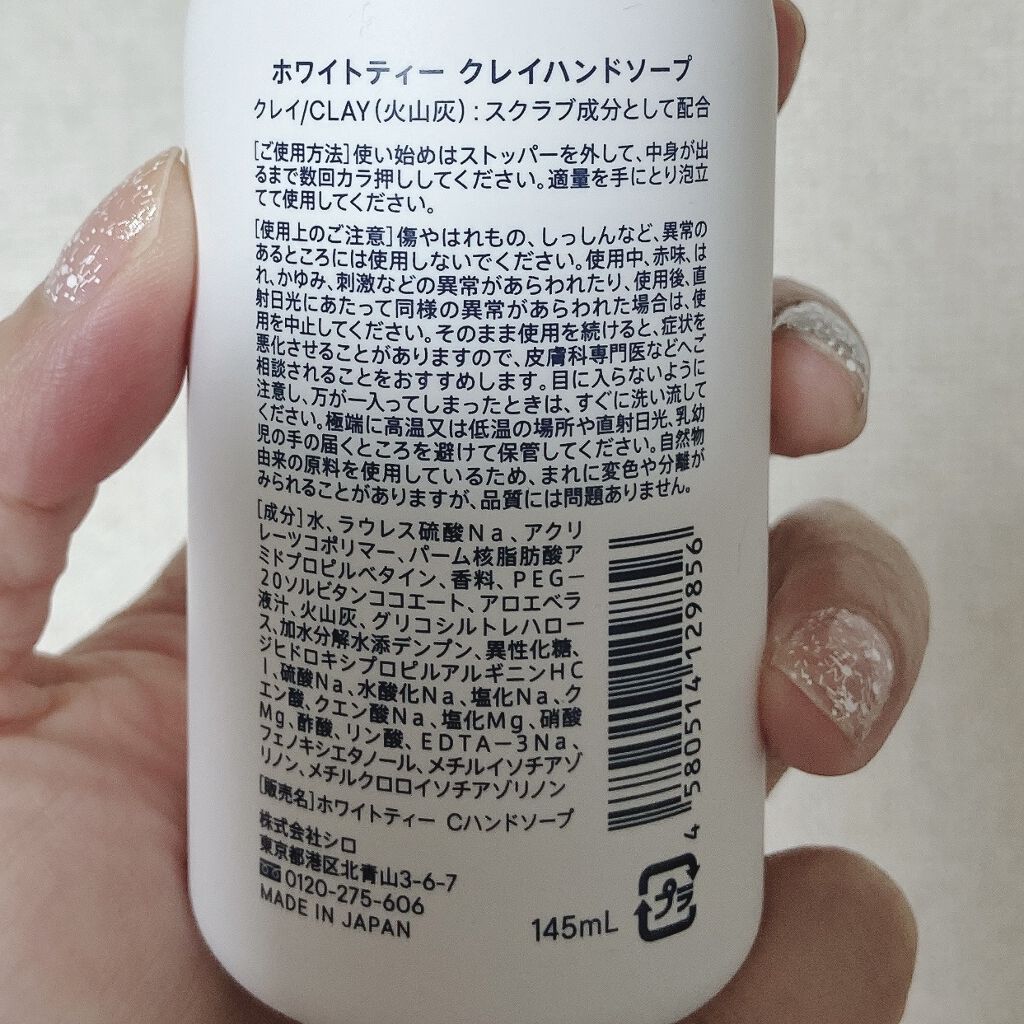 ホワイトティー クレイハンドソープ
クレイ/CLAY(火山灰):スクラブ成分として配合
[ご使用方法]使い始めはストッパーを外して、中身が出
るまで数回カラ押ししてください。適量を手にとり泡立
てて使用してください。
[使用上のご注意]傷やはれもの、しっしんなど、異常の
あるところには使用しないでください。使用中、赤味、は
れ、かゆみ、刺激などの異常があらわれたり、使用後、直
射日光にあたって同様の異常があらわれた場合は、使
用を中止してください。そのまま使用を続けると、症状を
悪化させることがありますので、皮膚科専門医などへご
相談されることをおすすめします。目に入らないように
注意し、万が一入ってしまったときは、すぐに洗い流して
ください。極端に高温又は低温の場所や直射日光、乳幼
児の手の届くところを避けて保管してください。自然物
由来の原料を使用しているため、まれに変色や分離が
みられることがありますが、品質には問題ありません。
[成分]水、ラウレス硫酸Na、アクリ
レーツコポリマー、パーム核脂肪酸ア
ミドプロピルベタイン、香料、PEG-
20ソルビタンココエート、アロエベラ
液汁、火山灰、グリコシルトレハロー
ス、加水分解水添デンプン、異性化糖、
ジヒドロキシプロピルアルギニンHC
l、硫酸Na、水酸化Na、塩化Na、ク
エン酸、クエン酸Na、塩化Mg、硝酸
Mg、酢酸、リン酸、EDTA-3Na、
フェノキシエタノール、メチルイソチアゾ
リノン、メチルクロロイソチアゾリノン
[販売名]ホワイトティー Cハンドソープ
株式会社シロ
東京都港区北青山3-6-7
0120-275-606
MADE IN JAPAN
145mL
プラ
4 580514 129856